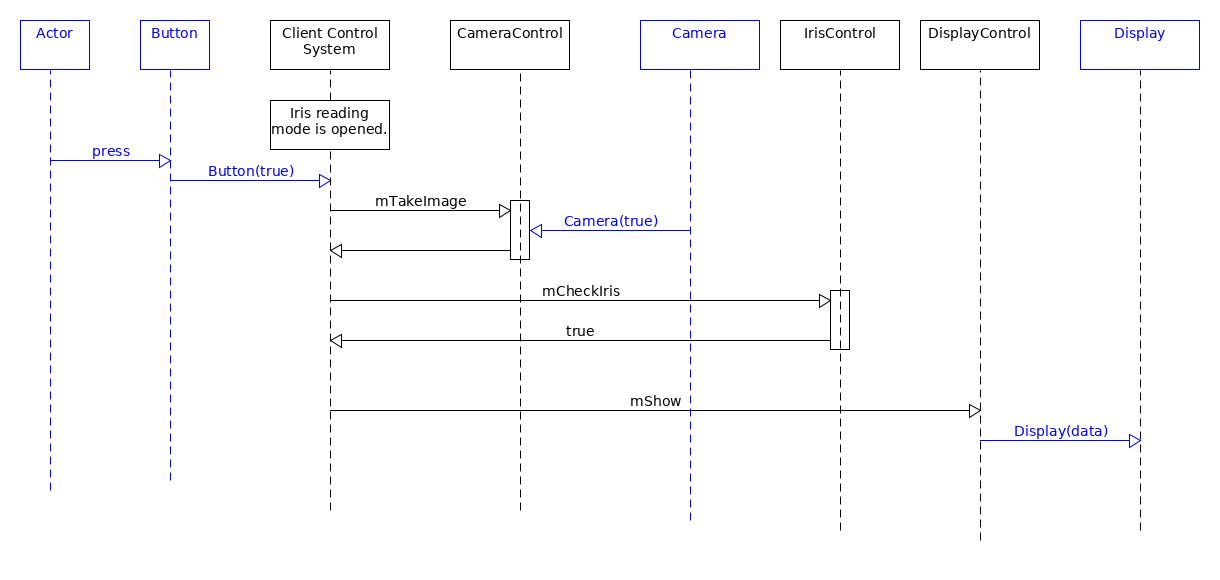 Actor
Button
Client Control
System
CameraControl
Camera
IrisControl
DisplayControl
Display
Iris reading
mode is opened.
press
Button(true)
mTakeImage
Camera(true)
mCheckIris
true
mShow
Display(data)